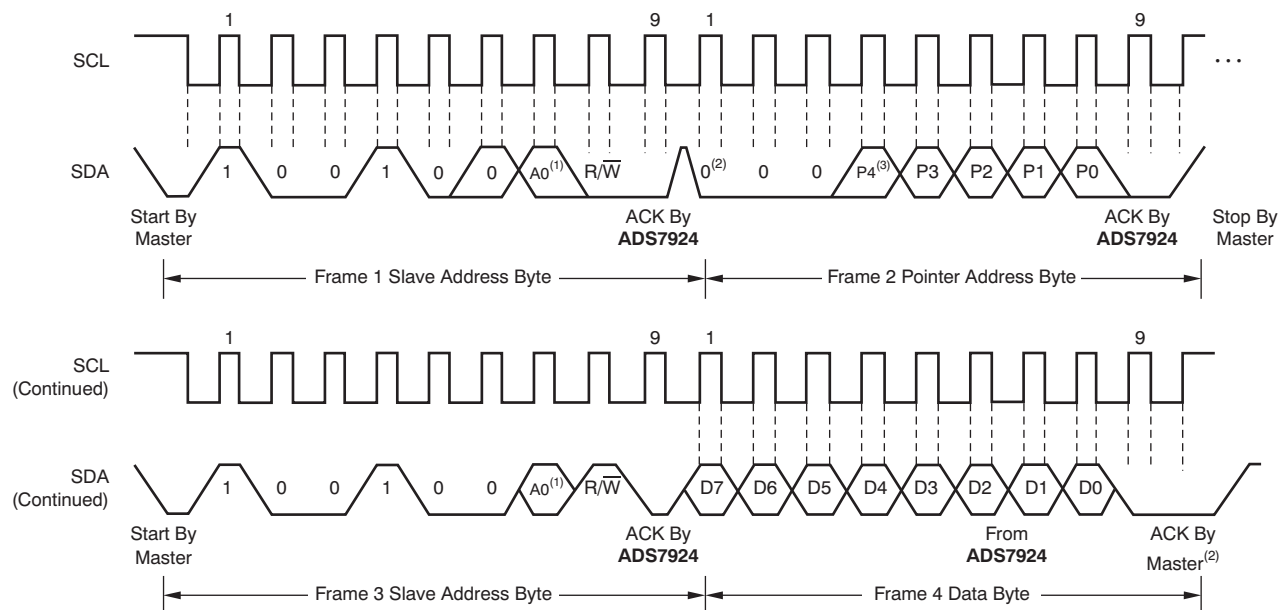 1 9 1 9
SCL ...
SDA 1 0 0 1 0 0 A0(1) R/W̅ 0(2) 0 0 P4(3) P3 P2 P1 P0
Start By Master
ACK By ADS7924
ACK By ADS7924
Stop By Master
Frame 1 Slave Address Byte
Frame 2 Pointer Address Byte
1 9 1 9
SCL (Continued)
SDA (Continued) 1 0 0 1 0 0 A0(1) R/W̅ D7 D6 D5 D4 D3 D2 D1 D0
Start By Master
ACK By ADS7924
From ADS7924
ACK By Master(2)
Frame 3 Slave Address Byte
Frame 4 Data Byte